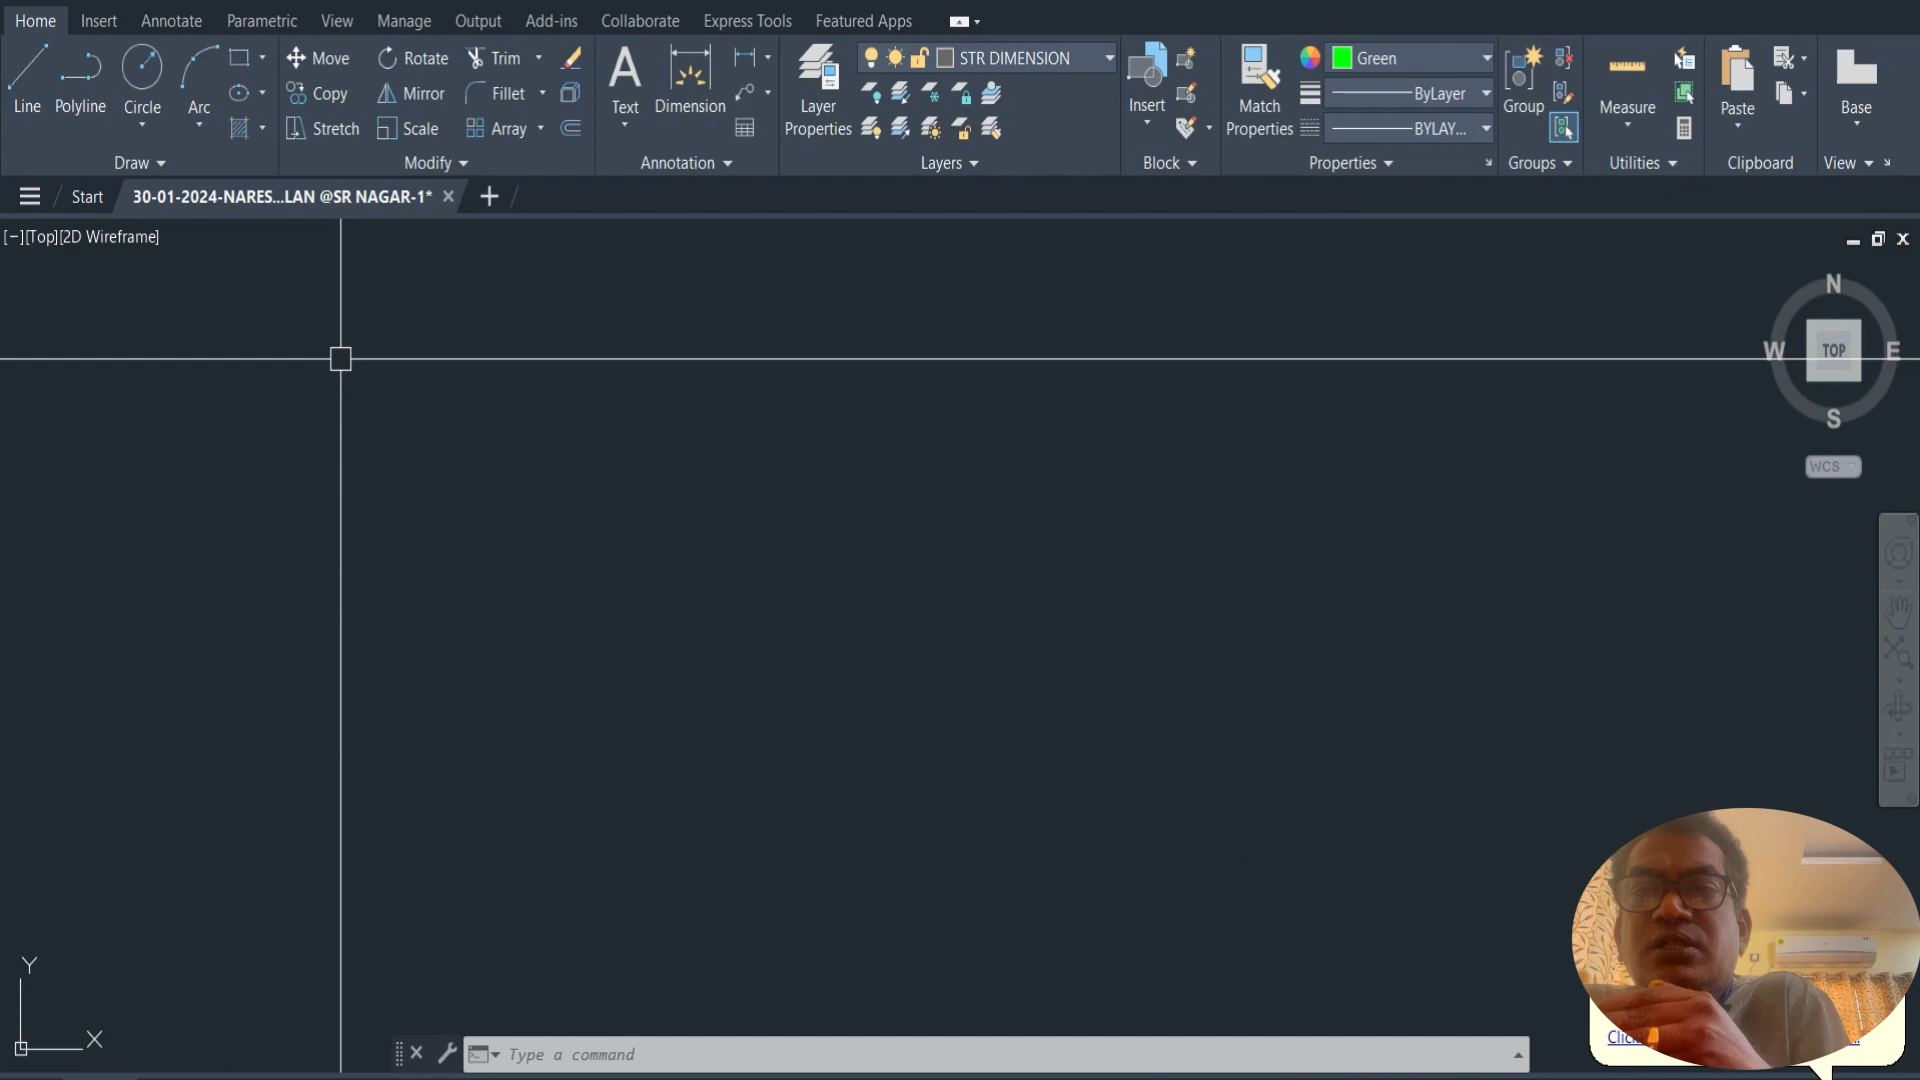 Home Insert Annotate Parametric View Manage Output Add-ins Collaborate Express Tools Featured Apps
Line Polyline Circle Arc
Move Rotate Trim
Copy Mirror Fillet
Stretch Scale Array
Text Dimension
Layer Properties
STR DIMENSION
Insert
Match Properties
Green
ByLayer
BYLAY...
Group
Measure
Paste
Base
Draw Modify Annotation Layers Block Properties Groups Utilities Clipboard View
Start 30-01-2024-NARES...LAN @SR NAGAR-1*
[−][Top][2D Wireframe]
N
W TOP E
S
WCS
Y
X
Type a command